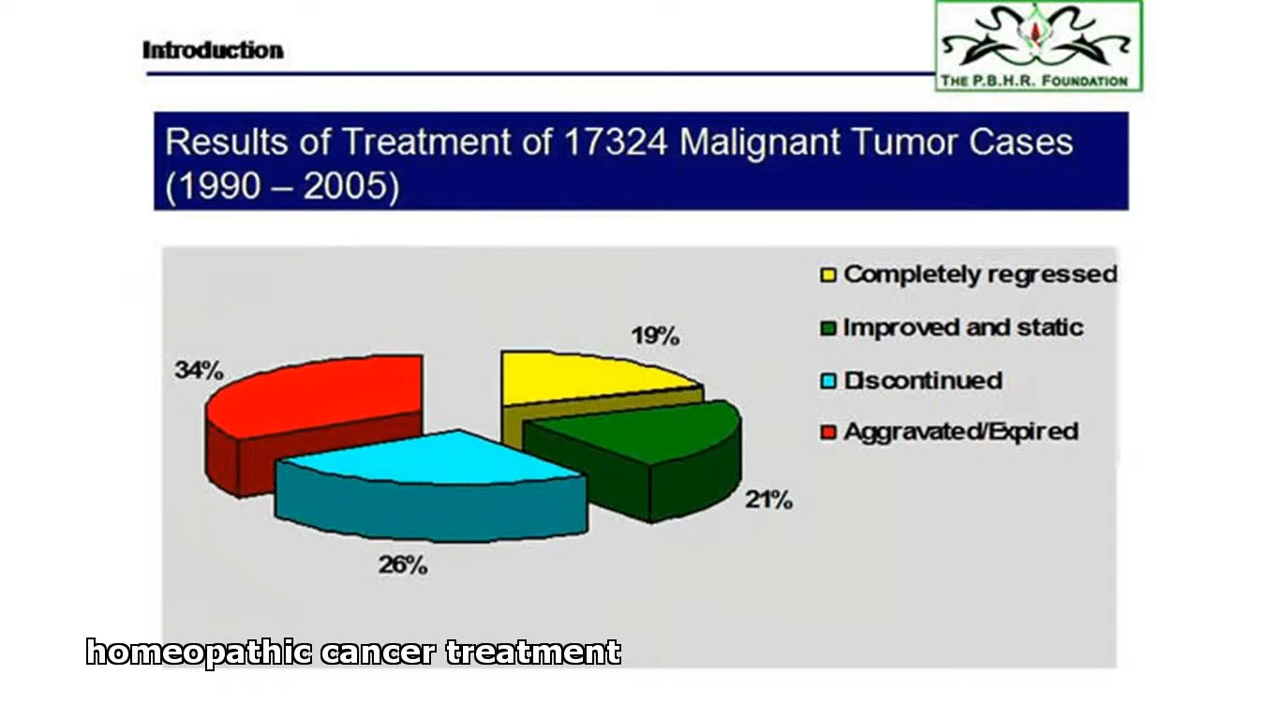 Introduction
THE P.B.H.R. FOUNDATION
Results of Treatment of 17324 Malignant Tumor Cases
(1990 – 2005)
Completely regressed
Improved and static
Discontinued
Aggravated/Expired
19%
34%
21%
26%
homeopathic cancer treatment